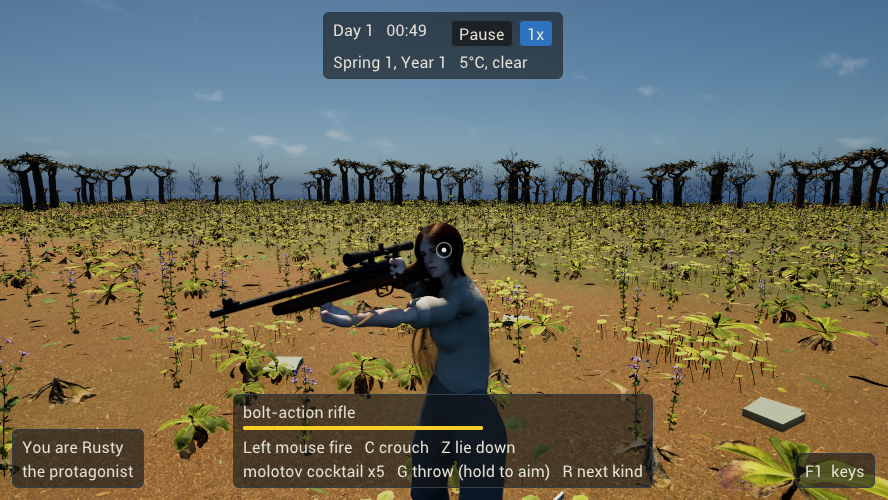 Day 1 00:49 Pause 1x
Spring 1, Year 1 5°C, clear
bolt-action rifle
Left mouse fire C crouch Z lie down
molotov cocktail x5 G throw (hold to aim) R next kind
You are Rusty
the protagonist
F1 keys